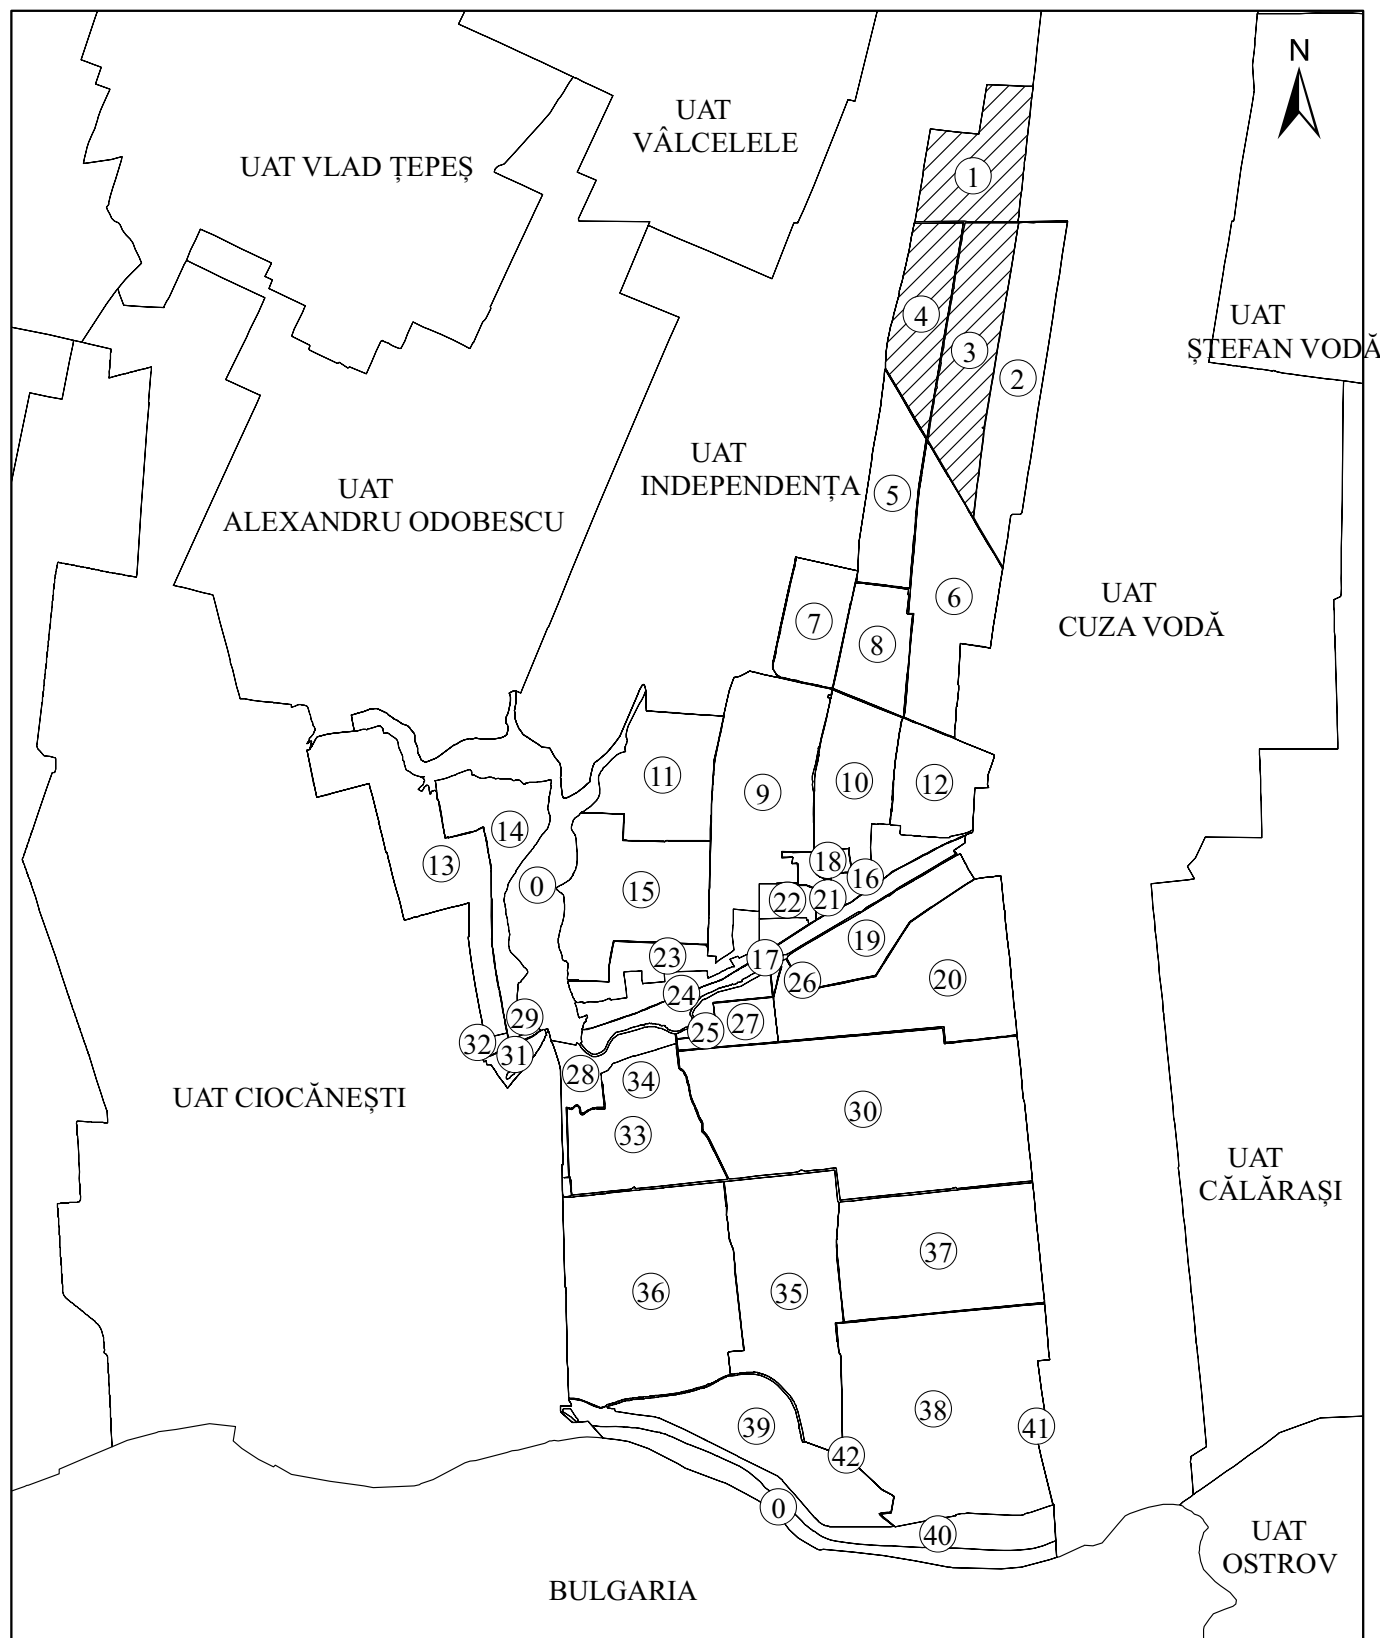 N
UAT
VÂLCELELE
UAT VLAD ȚEPEȘ
1
4
UAT
ȘTEFAN VODĂ
3
2
UAT
INDEPENDENȚA
UAT
ALEXANDRU ODOBESCU
5
6
UAT
CUZA VODĂ
7
8
11
9
10
12
14
13
0
15
18
16
22
21
19
23
17
26
20
24
29
25
27
32
31
28
34
UAT CIOCĂNEȘTI
33
30
UAT
CĂLĂRAȘI
37
36
35
38
39
41
42
0
40
UAT
OSTROV
BULGARIA